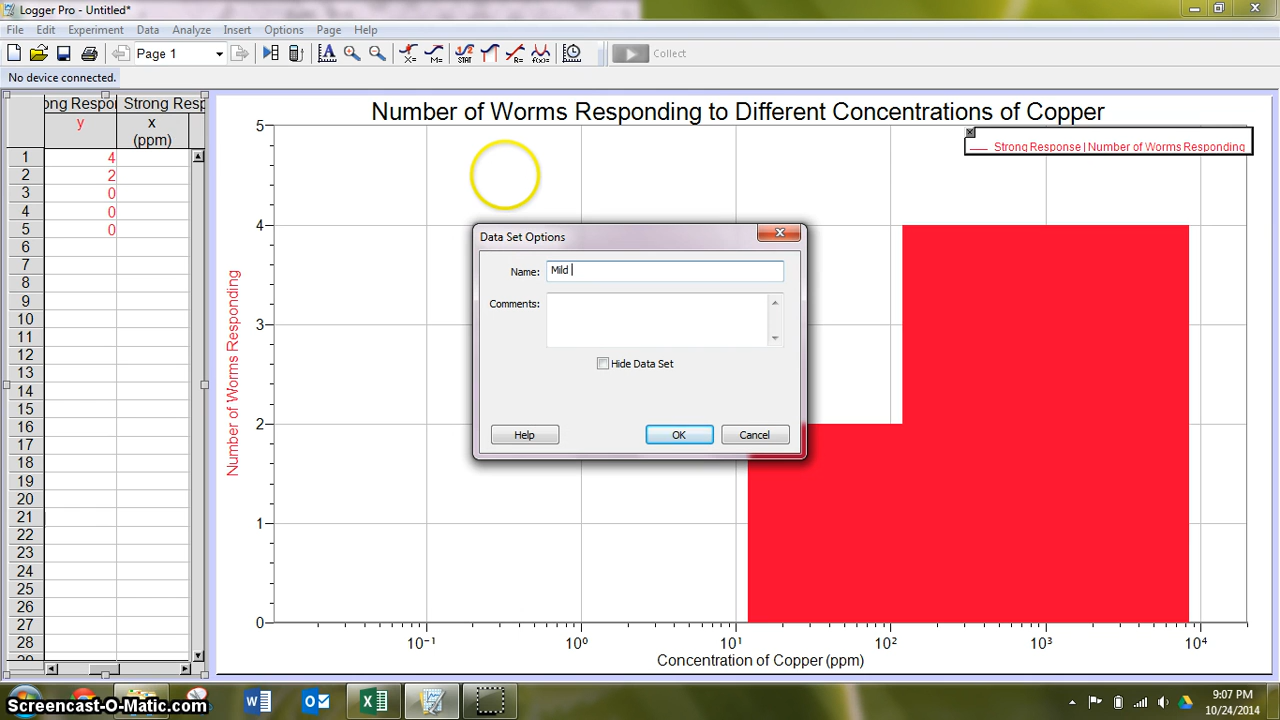 Logger Pro - Untitled*
File Edit Experiment Data Analyze Insert Options Page Help
Page 1
Collect
No device connected.
ong Respor Strong Resp
y x
(ppm)
1 4
2 2
3 0
4 0
5 0
6
7
8
9
10
11
12
13
14
15
16
17
18
19
20
21
22
23
24
25
26
27
28
Number of Worms Responding to Different Concentrations of Copper
Strong Response | Number of Worms Responding
Number of Worms Responding
5
4
3
2
1
0
10⁻¹ 10⁰ 10¹ 10² 10³ 10⁴
Concentration of Copper (ppm)
Data Set Options
Name: Mild
Comments:
Hide Data Set
Help OK Cancel
Screencast-O-Matic.com
9:07 PM
10/24/2014